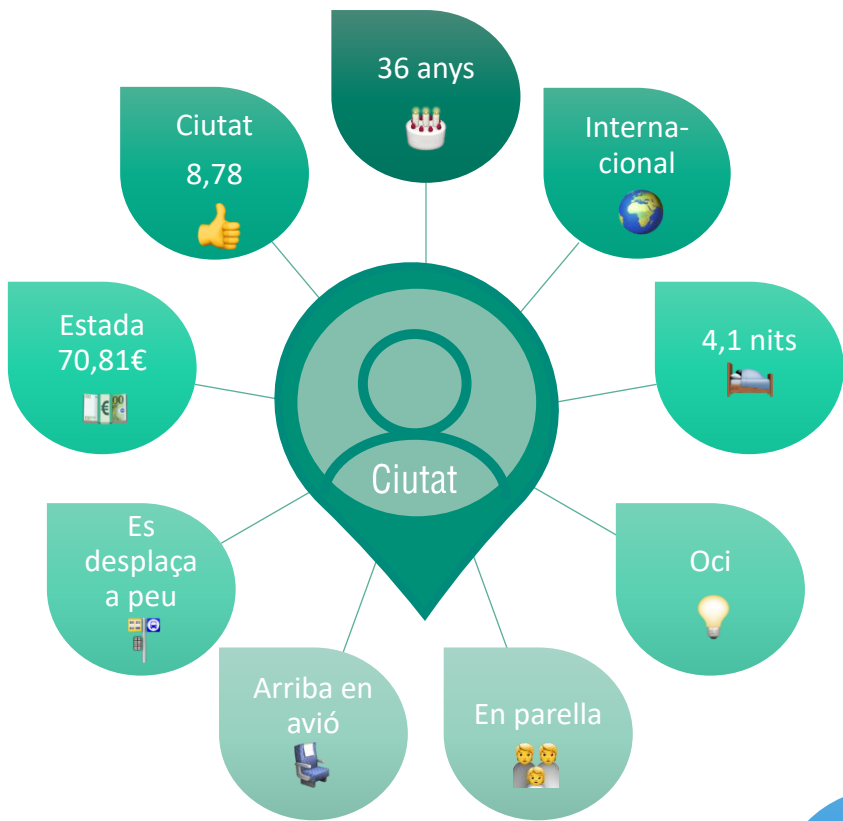 36 anys
Interna-
cional
4,1 nits
Oci
En parella
Arriba en
avió
Es
desplaça
a peu
Estada
70,81€
Ciutat
8,78
Ciutat